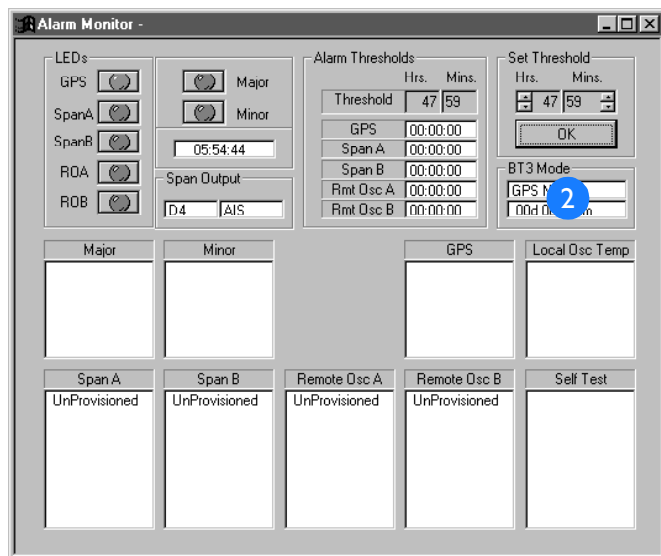 Alarm Monitor -
LEDs
GPS
SpanA
SpanB
ROA
ROB
Major
Minor
05:54:44
Span Output
D4 AIS
Alarm Thresholds
Hrs. Mins.
Threshold 47 59
GPS 00:00:00
Span A 00:00:00
Span B 00:00:00
Rmt Osc A 00:00:00
Rmt Osc B 00:00:00
Set Threshold
Hrs. Mins.
47 59
OK
BT3 Mode
GPS
00d
2
Major
Minor
GPS
Local Osc Temp
Span A
UnProvisioned
Span B
UnProvisioned
Remote Osc A
UnProvisioned
Remote Osc B
UnProvisioned
Self Test